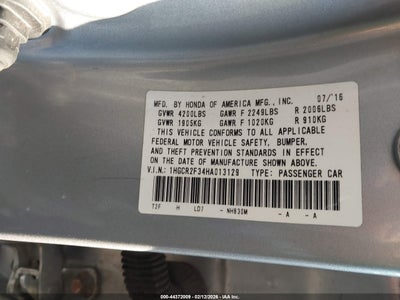 MFD. BY HONDA OF AMERICA MFG., INC. 07/'16
GVWR 4200LBS GAWR F 2249LBS R 2006LBS
GVWR 1905KG GAWR F 1020KG R 910KG
THIS VEHICLE CONFORMS TO ALL APPLICABLE
FEDERAL MOTOR VEHICLE SAFETY, BUMPER,
AND THEFT PREVENTION STANDARDS IN EFFECT
ON THE DATE OF MANUFACTURE SHOWN ABOVE.
V.I.N.: 1HGCR2F34HA013129 TYPE: PASSENGER CAR
T2F H LD7 - NH830M - A - A
000-44372009 - 02/12/2026 - IAA, Inc.